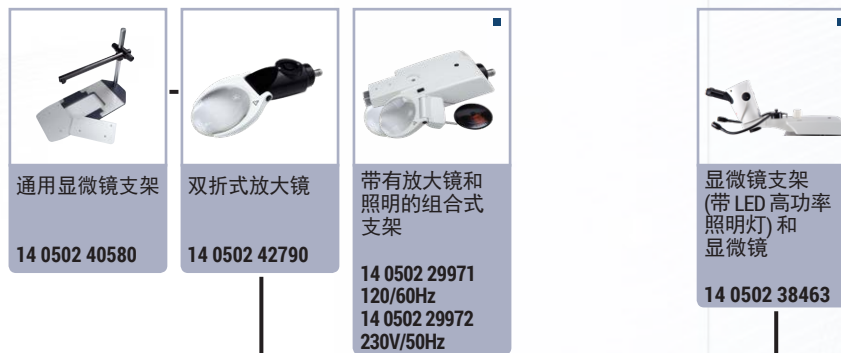 通用显微镜支架
14 0502 40580
双折式放大镜
14 0502 42790
带有放大镜和
照明的组合式
支架
14 0502 29971
120/60Hz
14 0502 29972
230V/50Hz
显微镜支架
(带 LED 高功率
照明灯) 和
显微镜
14 0502 38463